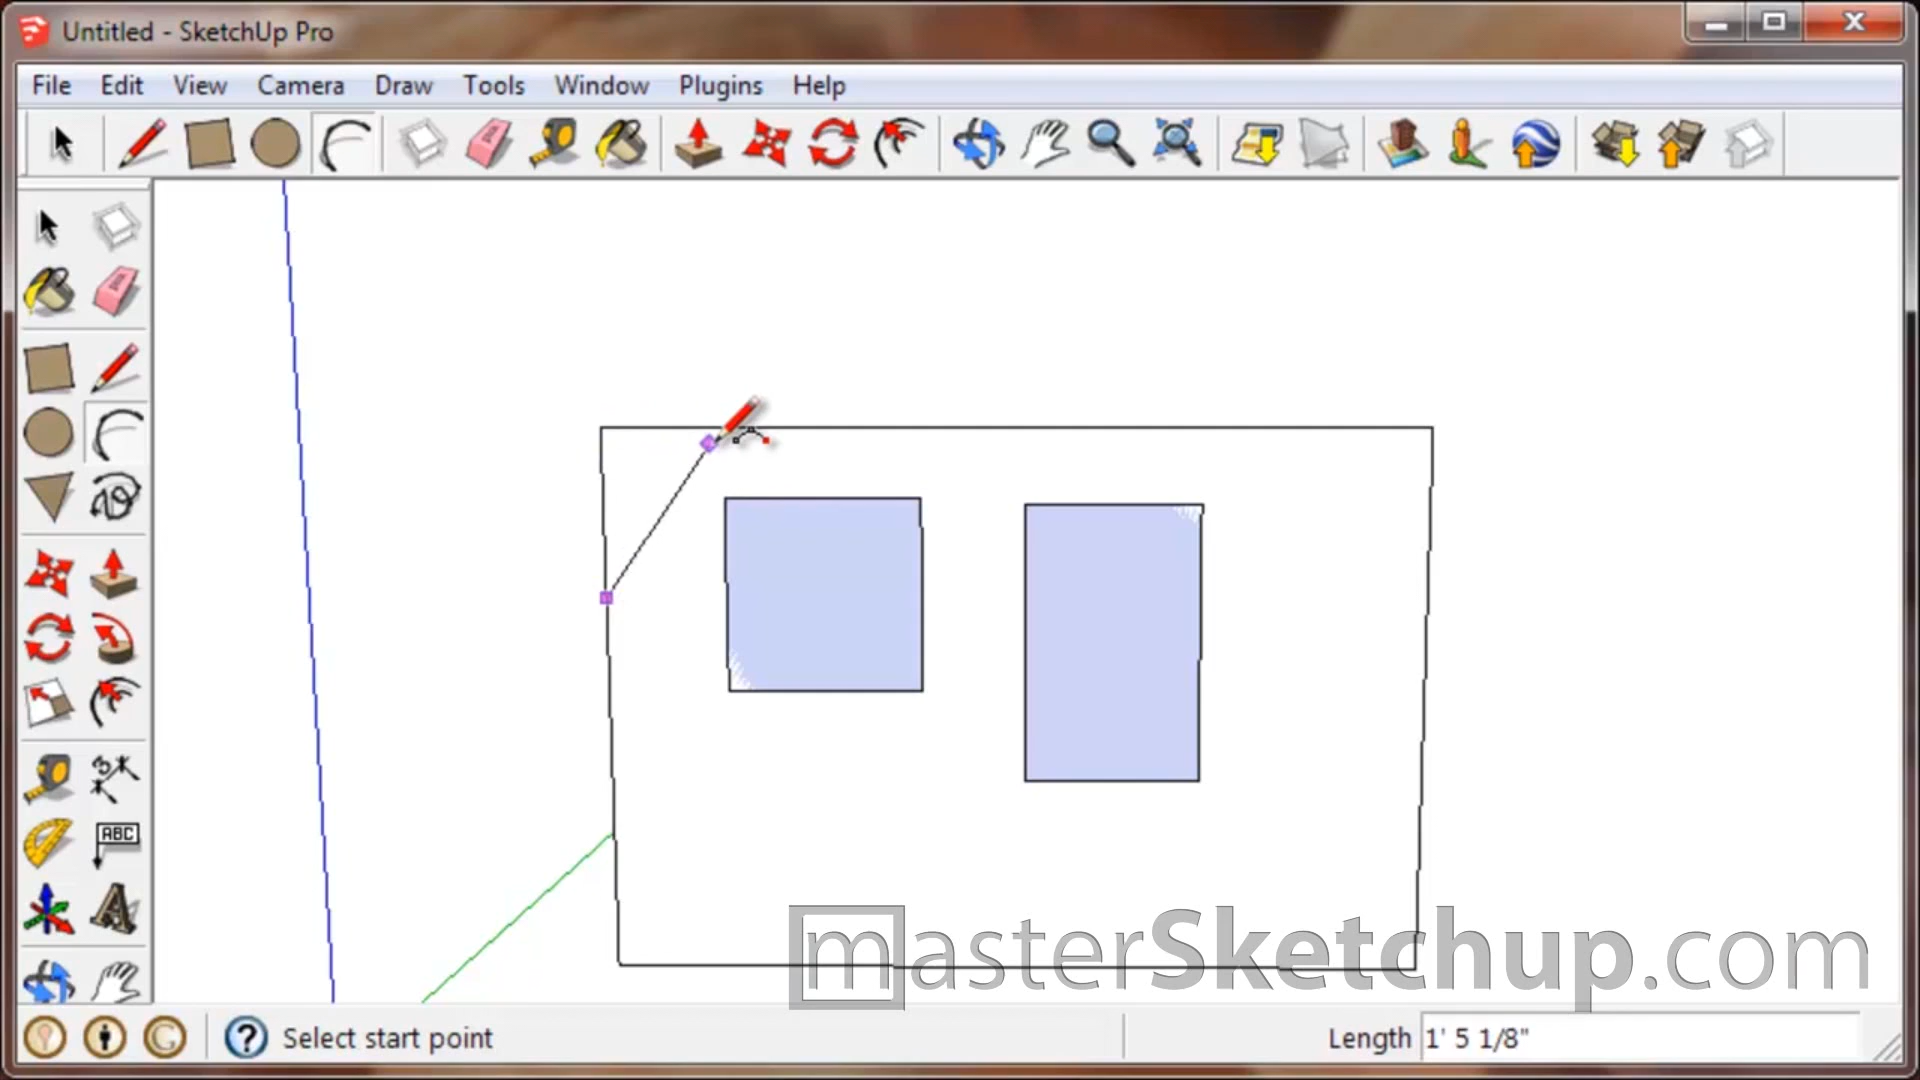 Untitled - SketchUp Pro
File Edit View Camera Draw Tools Window Plugins Help
ABC
masterSketchup.com
Select start point
Length 1' 5 1/8"